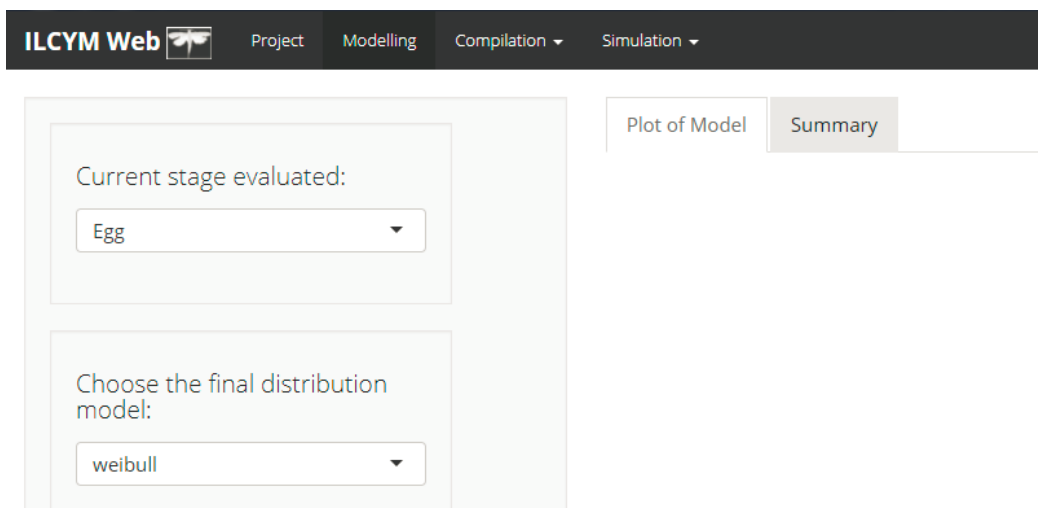 ILCYM Web Project Modelling Compilation Simulation
Plot of Model Summary
Current stage evaluated:
Egg
Choose the final distribution
model:
weibull